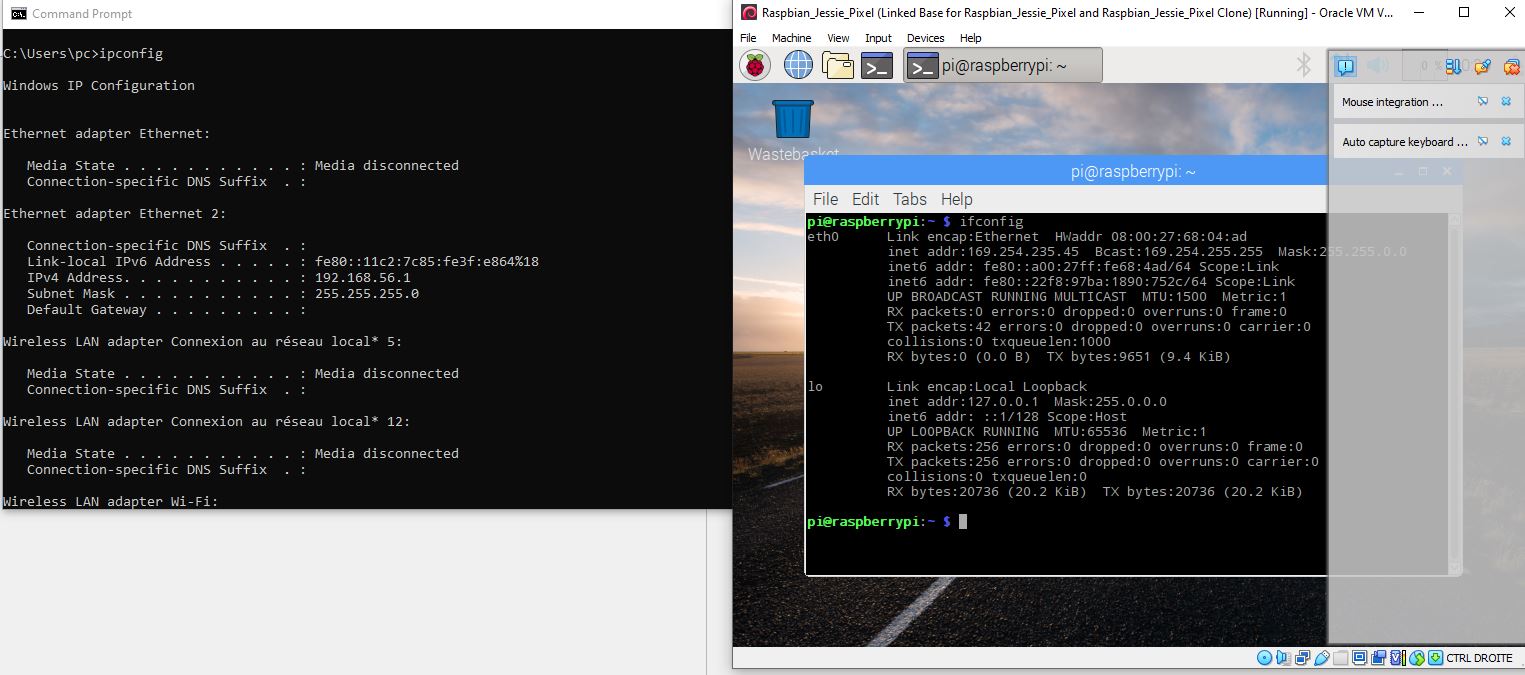 Command Prompt
C:\Users\pc>ipconfig
Windows IP Configuration
Ethernet adapter Ethernet:
Media State . . . . . . . . . . . : Media disconnected
Connection-specific DNS Suffix  . :
Ethernet adapter Ethernet 2:
Connection-specific DNS Suffix  . :
Link-local IPv6 Address . . . . . : fe80::11c2:7c85:fe3f:e864%18
IPv4 Address. . . . . . . . . . . : 192.168.56.1
Subnet Mask . . . . . . . . . . . : 255.255.255.0
Default Gateway . . . . . . . . . :
Wireless LAN adapter Connexion au réseau local* 5:
Media State . . . . . . . . . . . : Media disconnected
Connection-specific DNS Suffix  . :
Wireless LAN adapter Connexion au réseau local* 12:
Media State . . . . . . . . . . . : Media disconnected
Connection-specific DNS Suffix  . :
Wireless LAN adapter Wi-Fi:
Raspbian_Jessie_Pixel (Linked Base for Raspbian_Jessie_Pixel and Raspbian_Jessie_Pixel Clone) [Running] - Oracle VM V...
File Machine View Input Devices Help
pi@raspberrypi: ~
0 %
Mouse integration ...
Auto capture keyboard ...
Wastebasket
pi@raspberrypi: ~
File Edit Tabs Help
pi@raspberrypi:~ $ ifconfig
eth0      Link encap:Ethernet  HWaddr 08:00:27:68:04:ad
inet addr:169.254.235.45  Bcast:169.254.255.255  Mask:255.255.0.0
inet6 addr: fe80::a00:27ff:fe68:4ad/64 Scope:Link
inet6 addr: fe80::22f8:97ba:1890:752c/64 Scope:Link
UP BROADCAST RUNNING MULTICAST  MTU:1500  Metric:1
RX packets:0 errors:0 dropped:0 overruns:0 frame:0
TX packets:42 errors:0 dropped:0 overruns:0 carrier:0
collisions:0 txqueuelen:1000
RX bytes:0 (0.0 B)  TX bytes:9651 (9.4 KiB)
lo        Link encap:Local Loopback
inet addr:127.0.0.1  Mask:255.0.0.0
inet6 addr: ::1/128 Scope:Host
UP LOOPBACK RUNNING  MTU:65536  Metric:1
RX packets:256 errors:0 dropped:0 overruns:0 frame:0
TX packets:256 errors:0 dropped:0 overruns:0 carrier:0
collisions:0 txqueuelen:0
RX bytes:20736 (20.2 KiB)  TX bytes:20736 (20.2 KiB)
pi@raspberrypi:~ $
CTRL DROITE